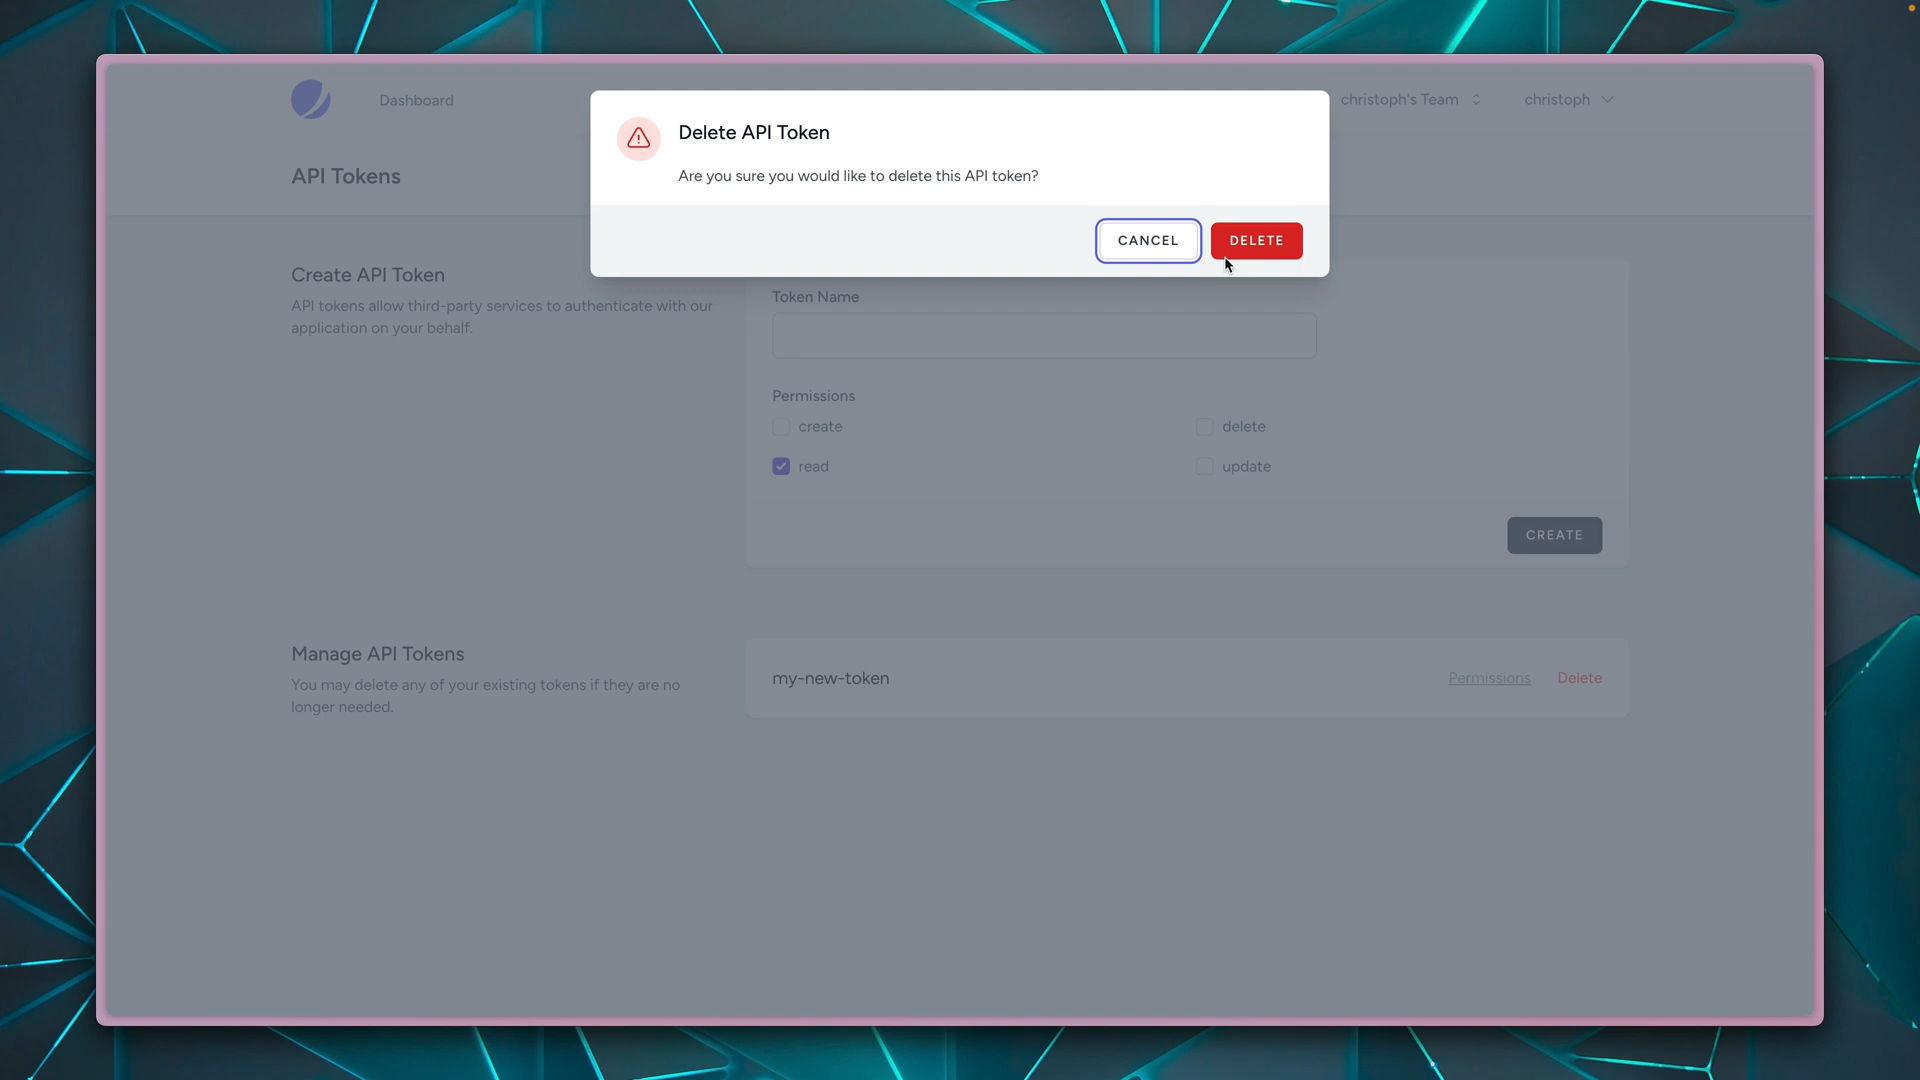 Dashboard
christoph's Team
christoph
Delete API Token
Are you sure you would like to delete this API token?
CANCEL
DELETE
API Tokens
Create API Token
API tokens allow third-party services to authenticate with our
application on your behalf.
Token Name
Permissions
create
delete
read
update
CREATE
Manage API Tokens
You may delete any of your existing tokens if they are no
longer needed.
my-new-token
Permissions
Delete